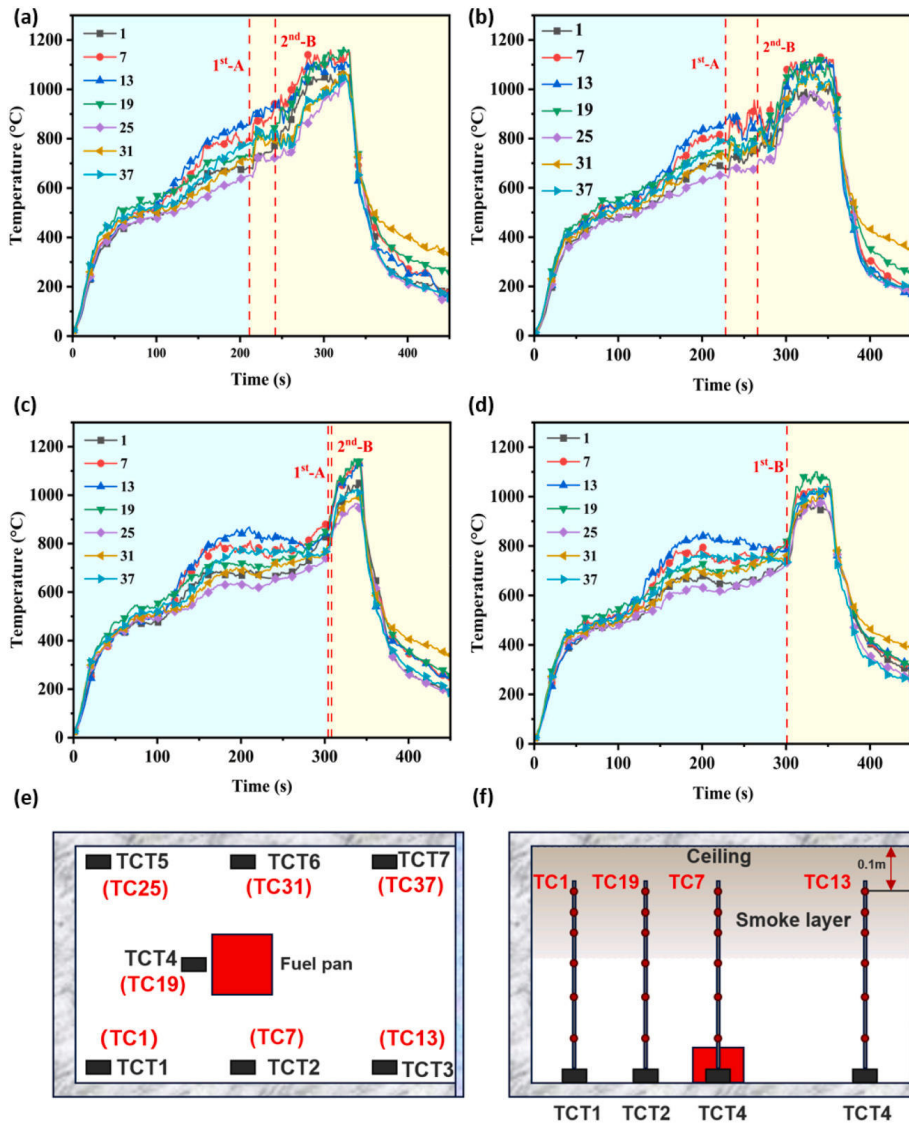 (a)
1200
1000
800
600
400
200
0
Temperature (°C)
1
7
13
19
25
31
37
1st-A
2nd-B
0 100 200 300 400
Time (s)
(b)
1200
1000
800
600
400
200
0
Temperature (°C)
1
7
13
19
25
31
37
1st-A
2nd-B
0 100 200 300 400
Time (s)
(c)
1200
1000
800
600
400
200
0
Temperature (°C)
1
7
13
19
25
31
37
1st-A
2nd-B
0 100 200 300 400
Time (s)
(d)
1200
1000
800
600
400
200
0
Temperature (°C)
1
7
13
19
25
31
37
1st-B
0 100 200 300 400
Time (s)
(e)
TCT5 TCT6 TCT7
(TC25) (TC31) (TC37)
TCT4
(TC19)
Fuel pan
(TC1) (TC7) (TC13)
TCT1 TCT2 TCT3
(f)
Ceiling
0.1m
TC1 TC19 TC7 TC13
Smoke layer
TCT1 TCT2 TCT4 TCT4